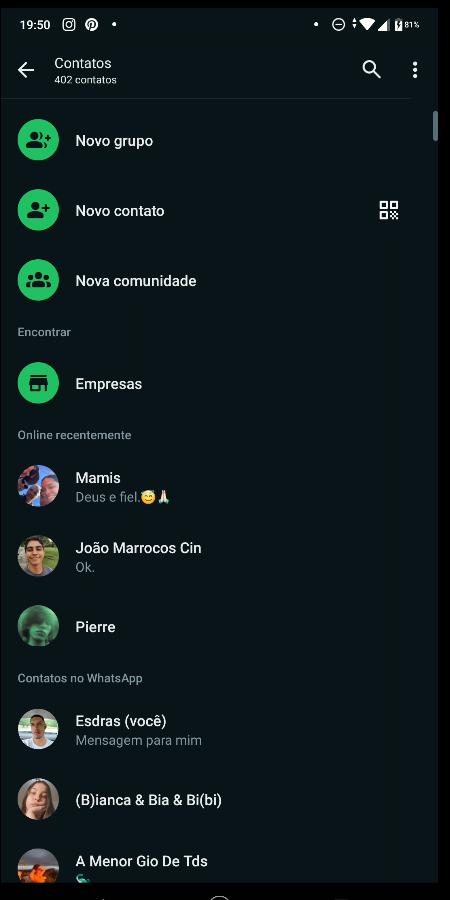 19:50
81%
Contatos
402 contatos
Novo grupo
Novo contato
Nova comunidade
Encontrar
Empresas
Online recentemente
Mamis
Deus e fiel.😅🙏🏻
João Marrocos Cin
Ok.
Pierre
Contatos no WhatsApp
Esdras (você)
Mensagem para mim
(B)ianca & Bia & Bi(bi)
A Menor Gio De Tds